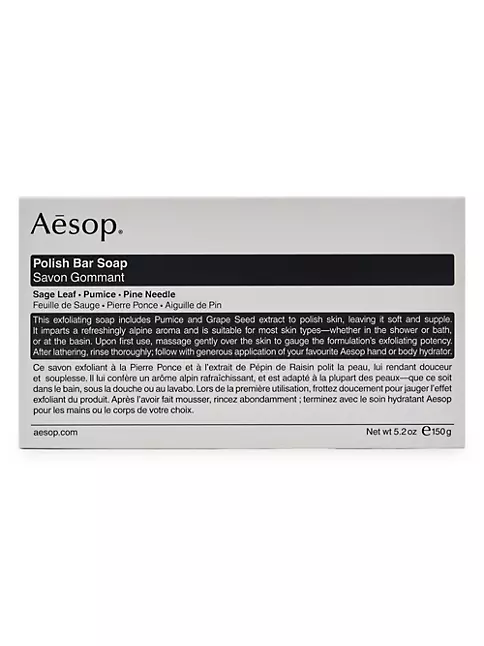 Aēsop®
Polish Bar Soap
Savon Gommant
Sage Leaf • Pumice • Pine Needle
Feuille de Sauge • Pierre Ponce • Aiguille de Pin
This exfoliating soap includes Pumice and Grape Seed extract to polish skin, leaving it soft and supple.
It imparts a refreshingly alpine aroma and is suitable for most skin types—whether in the shower or bath,
or at the basin. Upon first use, massage gently over the skin to gauge the formulation's exfoliating potency.
After lathering, rinse thoroughly; follow with generous application of your favourite Aesop hand or body hydrator.
Ce savon exfoliant à la Pierre Ponce et à l'extrait de Pépin de Raisin polit la peau, lui rendant douceur
et souplesse. Il lui confère un arôme alpin rafraîchissant, et est adapté à la plupart des peaux—que ce soit
dans le bain, sous la douche ou au lavabo. Lors de la première utilisation, frottez doucement pour jauger l'effet
exfoliant du produit. Après l'avoir fait mousser, rincez abondamment ; terminez avec le soin hydratant Aesop
pour les mains ou le corps de votre choix.
aesop.com Net wt 5.2 oz ℮150 g